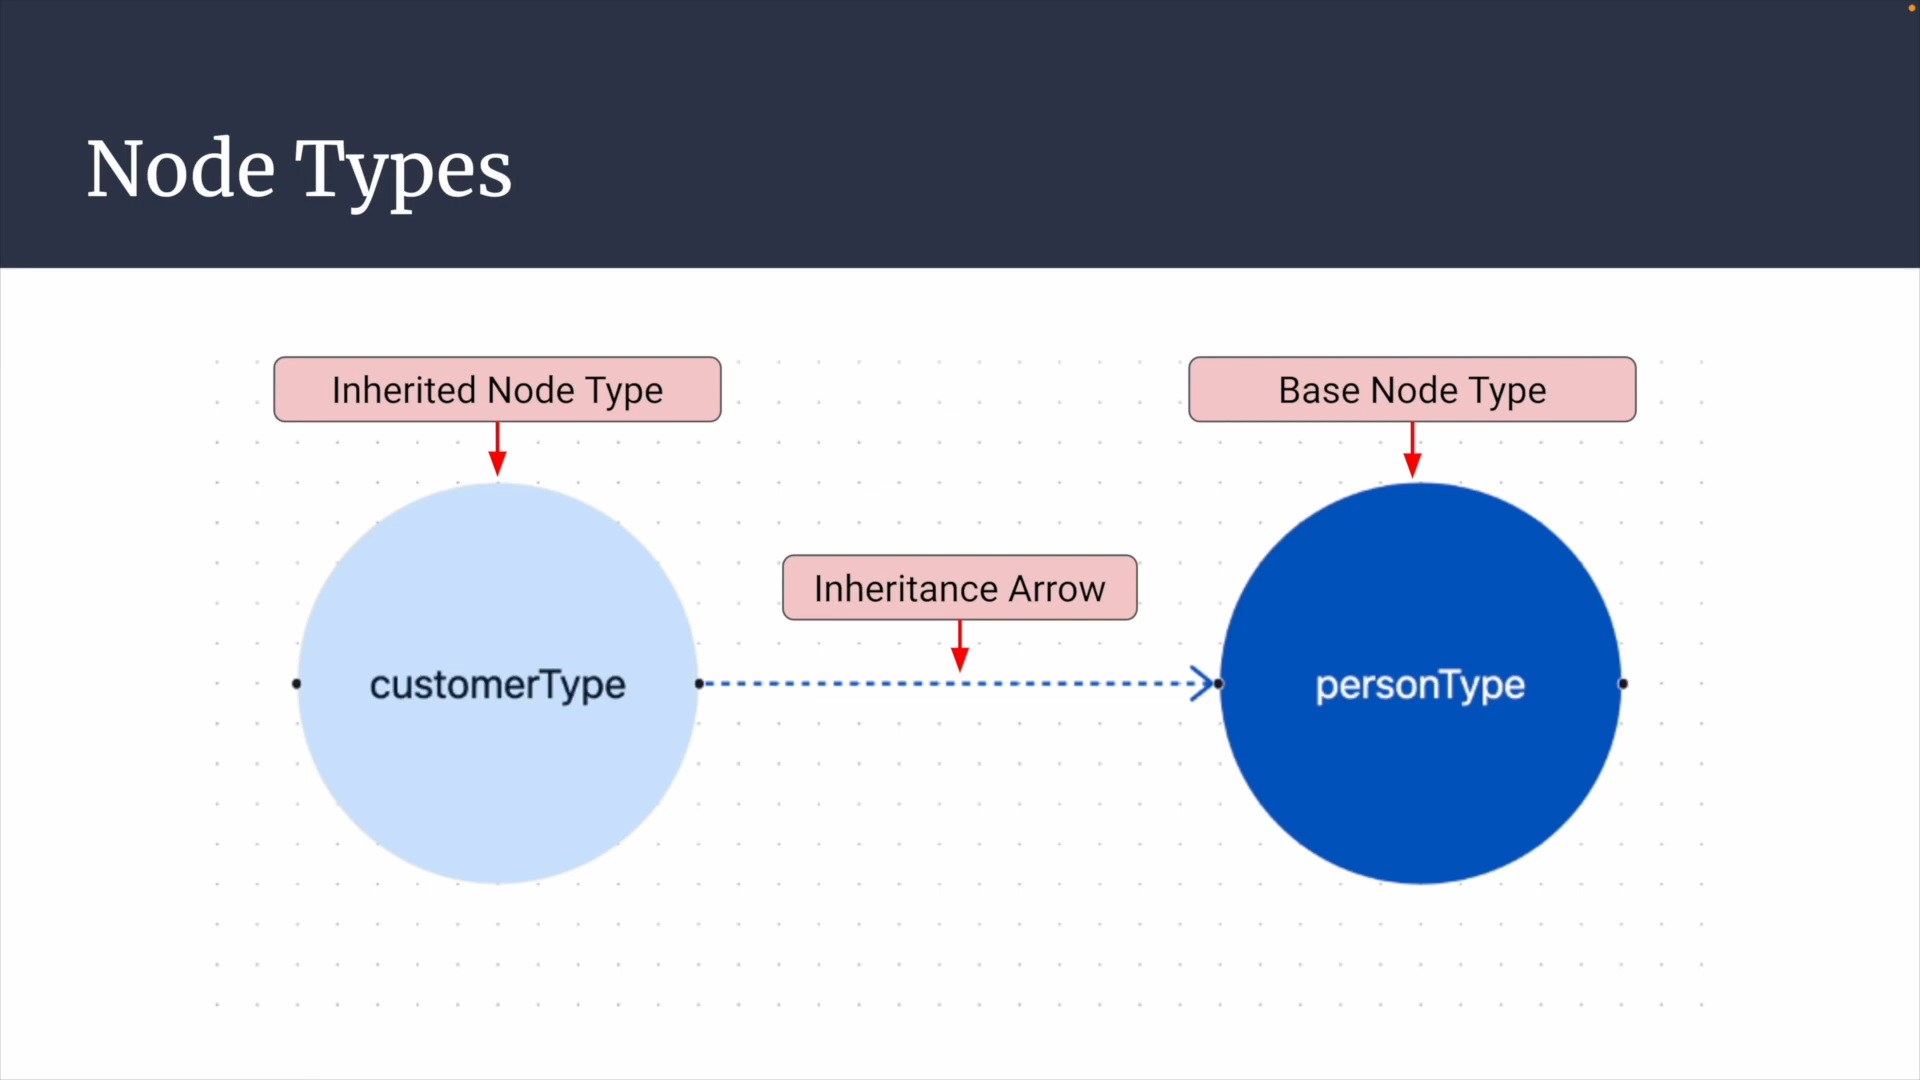 Node Types
Inherited Node Type
Base Node Type
Inheritance Arrow
customerType
personType